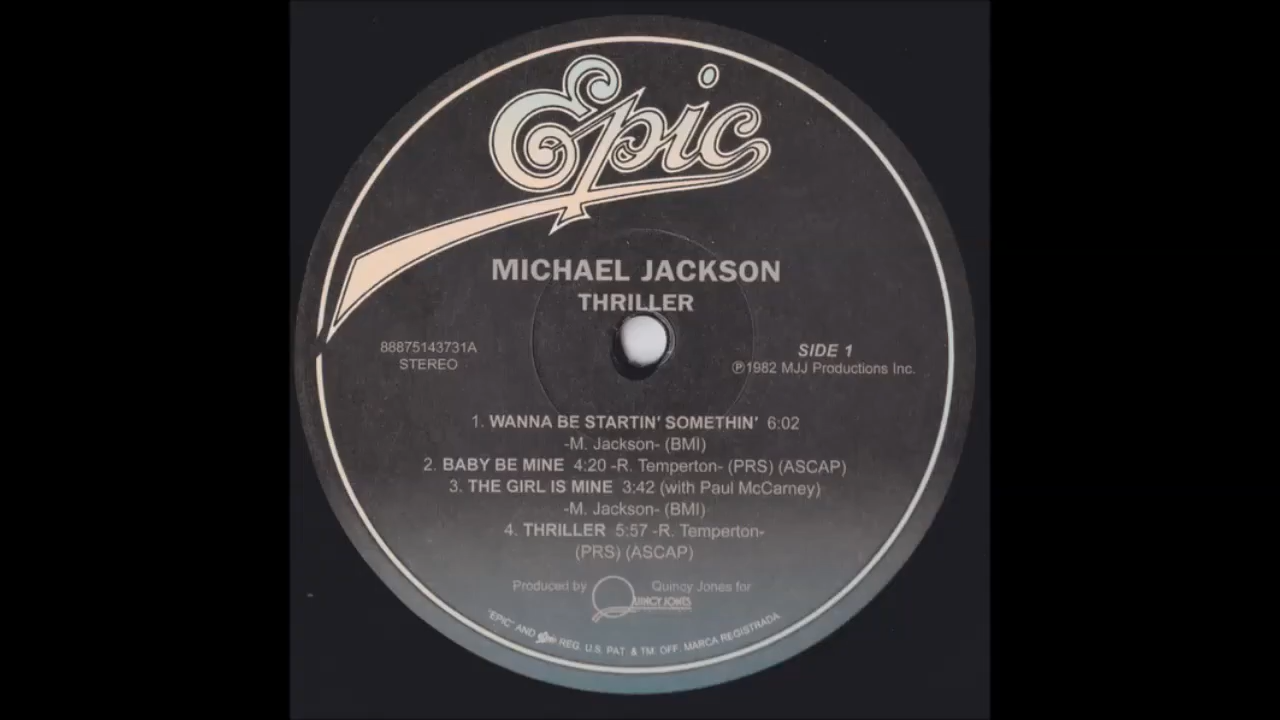 Epic
MICHAEL JACKSON
THRILLER
88875143731A
STEREO
SIDE 1
℗1982 MJJ Productions Inc.
1. WANNA BE STARTIN' SOMETHIN' 6:02
-M. Jackson- (BMI)
2. BABY BE MINE 4:20 -R. Temperton- (PRS) (ASCAP)
3. THE GIRL IS MINE 3:42 (with Paul McCarney)
-M. Jackson- (BMI)
4. THRILLER 5:57 -R. Temperton-
(PRS) (ASCAP)
Produced by Quincy Jones for
QUINCY JONES
"EPIC" AND Epic REG. U.S. PAT. & TM. OFF. MARCA REGISTRADA